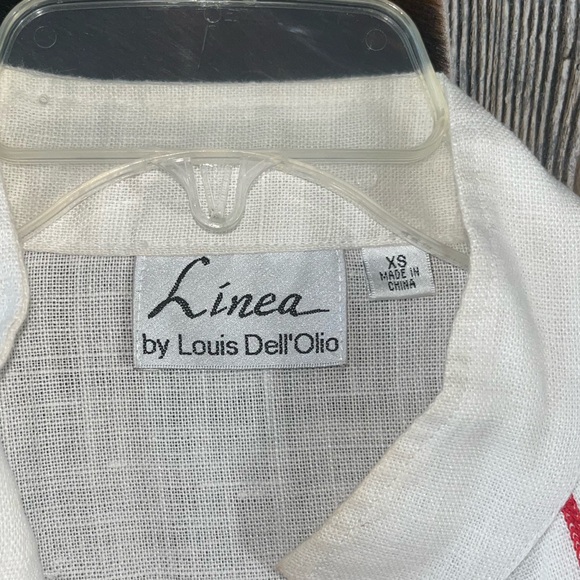 Linea
by Louis Dell'Olio
XS
MADE IN
CHINA